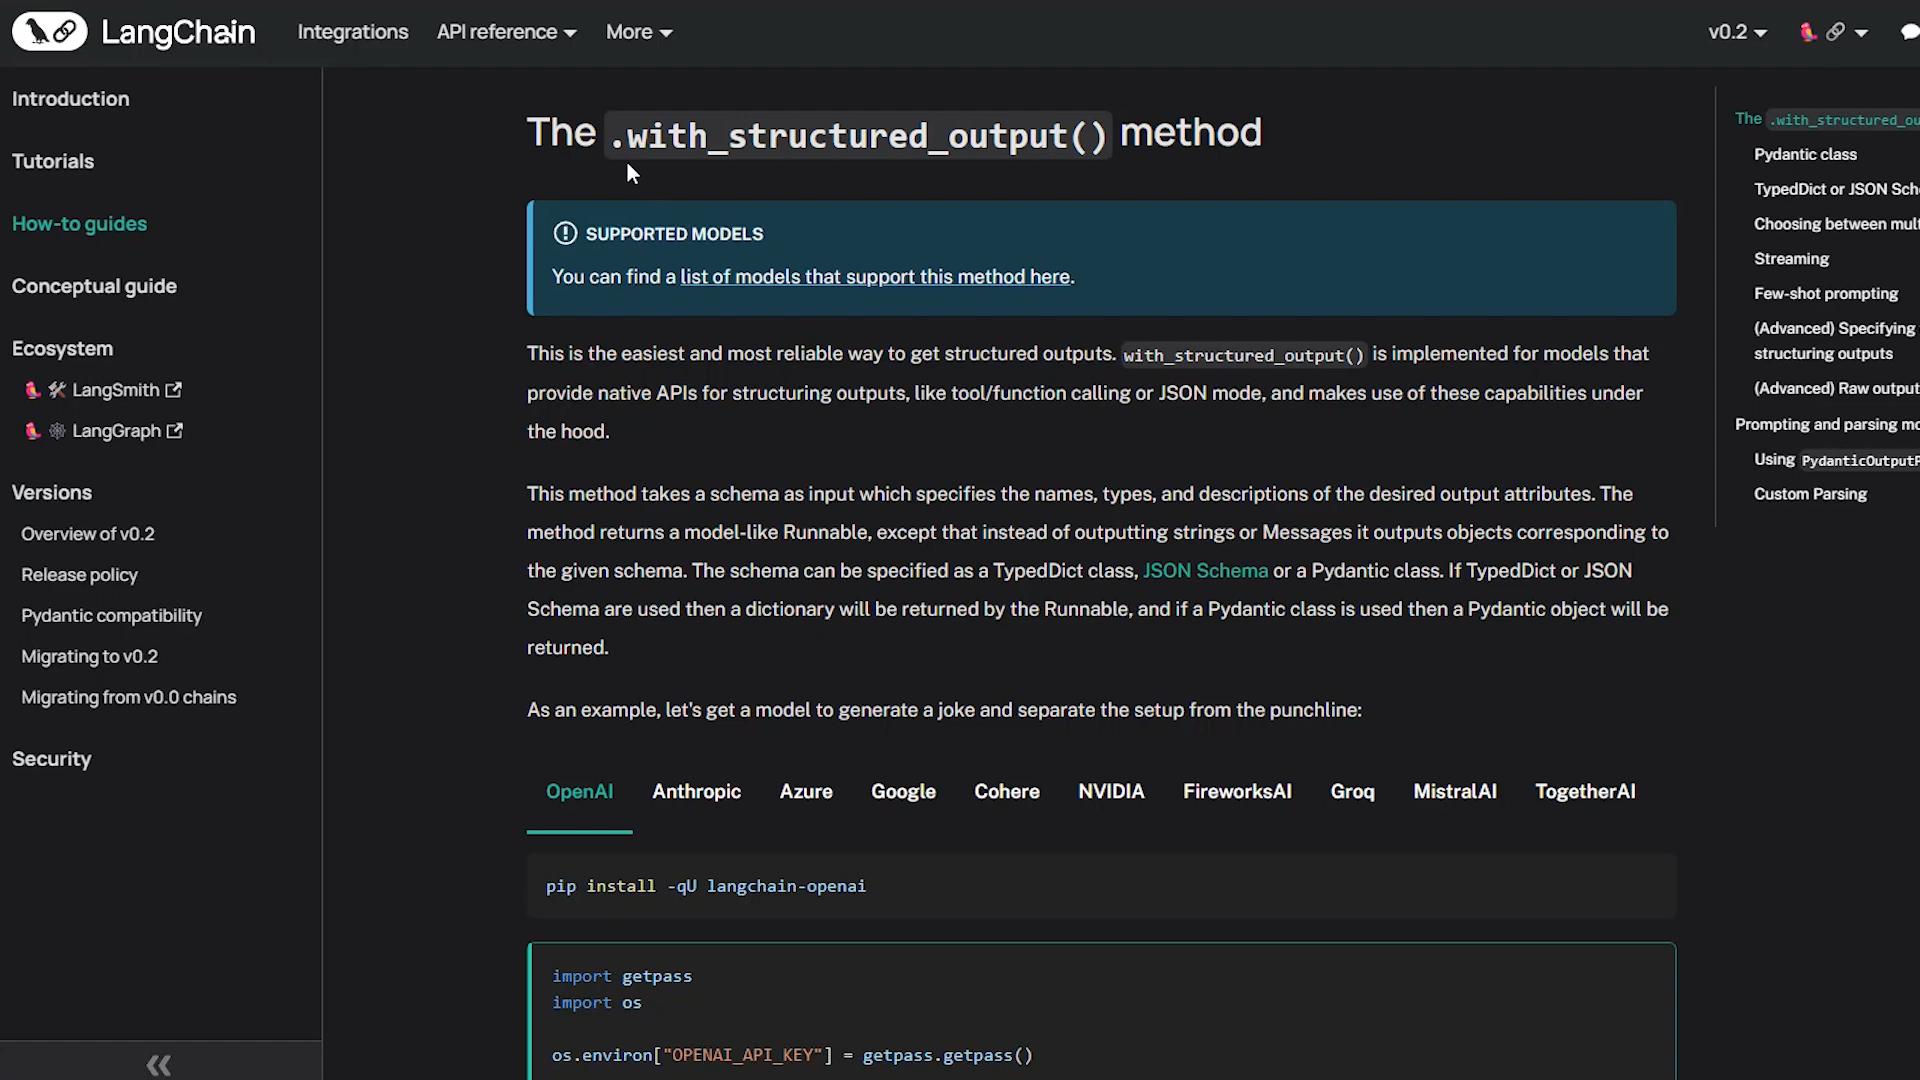 LangChain
Integrations
API reference
More
v0.2
Introduction
Tutorials
How-to guides
Conceptual guide
Ecosystem
LangSmith
LangGraph
Versions
Overview of v0.2
Release policy
Pydantic compatibility
Migrating to v0.2
Migrating from v0.0 chains
Security
The .with_structured_output() method
SUPPORTED MODELS
You can find a list of models that support this method here.
This is the easiest and most reliable way to get structured outputs. with_structured_output() is implemented for models that
provide native APIs for structuring outputs, like tool/function calling or JSON mode, and makes use of these capabilities under
the hood.
This method takes a schema as input which specifies the names, types, and descriptions of the desired output attributes. The
method returns a model-like Runnable, except that instead of outputting strings or Messages it outputs objects corresponding to
the given schema. The schema can be specified as a TypedDict class, JSON Schema or a Pydantic class. If TypedDict or JSON
Schema are used then a dictionary will be returned by the Runnable, and if a Pydantic class is used then a Pydantic object will be
returned.
As an example, let's get a model to generate a joke and separate the setup from the punchline:
OpenAI
Anthropic
Azure
Google
Cohere
NVIDIA
FireworksAI
Groq
MistralAI
TogetherAI
pip install -qU langchain-openai
import getpass
import os
os.environ["OPENAI_API_KEY"] = getpass.getpass()
The .with_structured_ou
Pydantic class
TypedDict or JSON Sch
Choosing between mul
Streaming
Few-shot prompting
(Advanced) Specifying
structuring outputs
(Advanced) Raw output
Prompting and parsing mo
Using PydanticOutputP
Custom Parsing